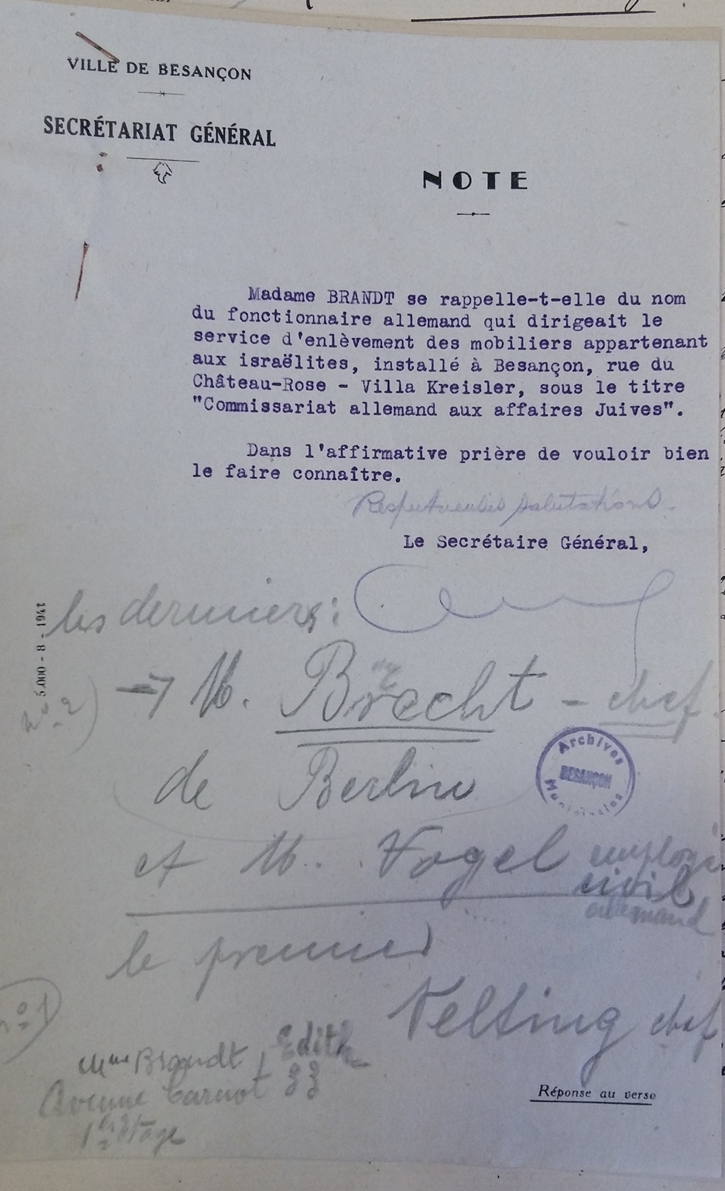 VILLE DE BESANÇON
SECRÉTARIAT GÉNÉRAL
NOTE
Madame BRANDT se rappelle-t-elle du nom
du fonctionnaire allemand qui dirigeait le
service d'enlèvement des mobiliers appartenant
aux israëlites, installé à Besançon, rue du
Château-Rose - Villa Kreisler, sous le titre
"Commissariat allemand aux affaires Juives".
Dans l'affirmative prière de vouloir bien
le faire connaître.
Respectueuses salutations.
Le Secrétaire Général,
les derniers:
n° 2) → M. Brecht - chef
de Berlin
Archives
BESANÇON
Municipales
et M. Vogel employé
civil
allemand
le premier
n° 1)
Velting chef
Mme Brandt Edith
Avenue Carnot 33
1er étage
Réponse au verso
5.000 - 8 - 1941